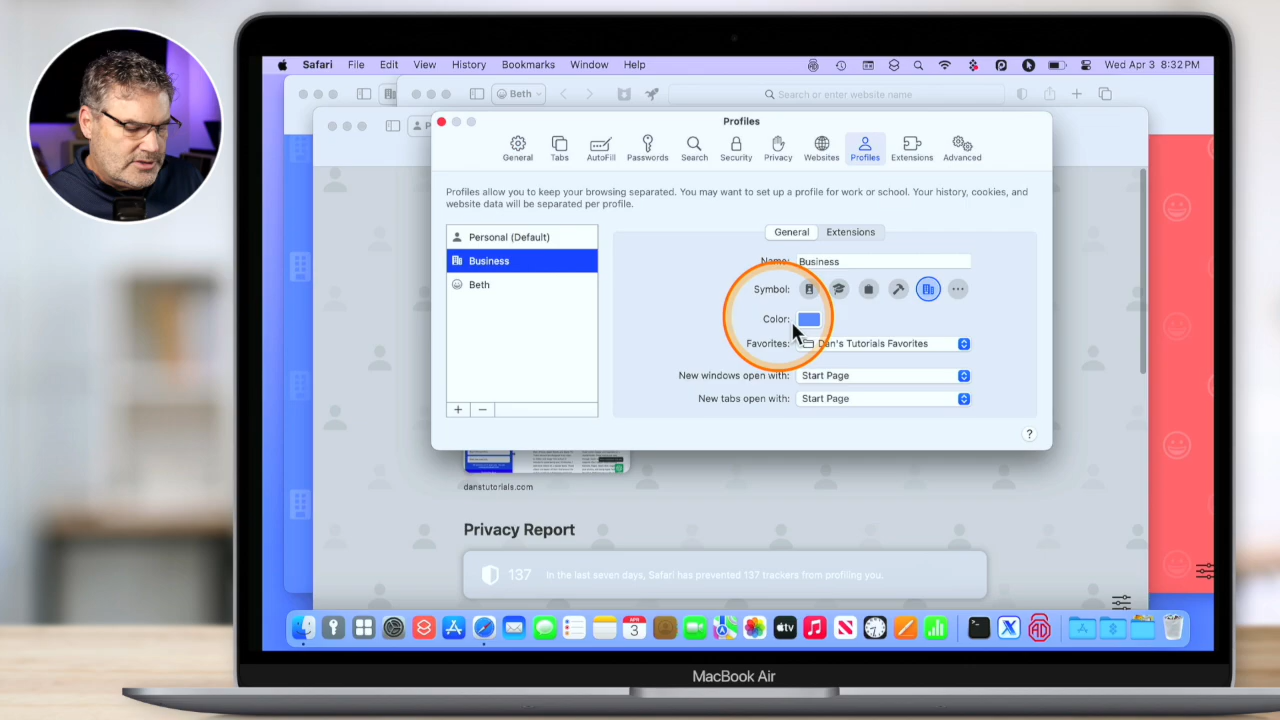 Safari File Edit View History Bookmarks Window Help Wed Apr 3 8:32 PM
Beth Search or enter website name
P
Profiles
General Tabs AutoFill Passwords Search Security Privacy Websites Profiles Extensions Advanced
Profiles allow you to keep your browsing separated. You may want to set up a profile for work or school. Your history, cookies, and
website data will be separated per profile.
Personal (Default)
Business
Beth
General Extensions
Name: Business
Symbol:
Color:
Favorites: Dan's Tutorials Favorites
New windows open with: Start Page
New tabs open with: Start Page
+ −
?
danstutorials.com
Privacy Report
137 In the last seven days, Safari has prevented 137 trackers from profiling you.
APR
3
tv
MacBook Air